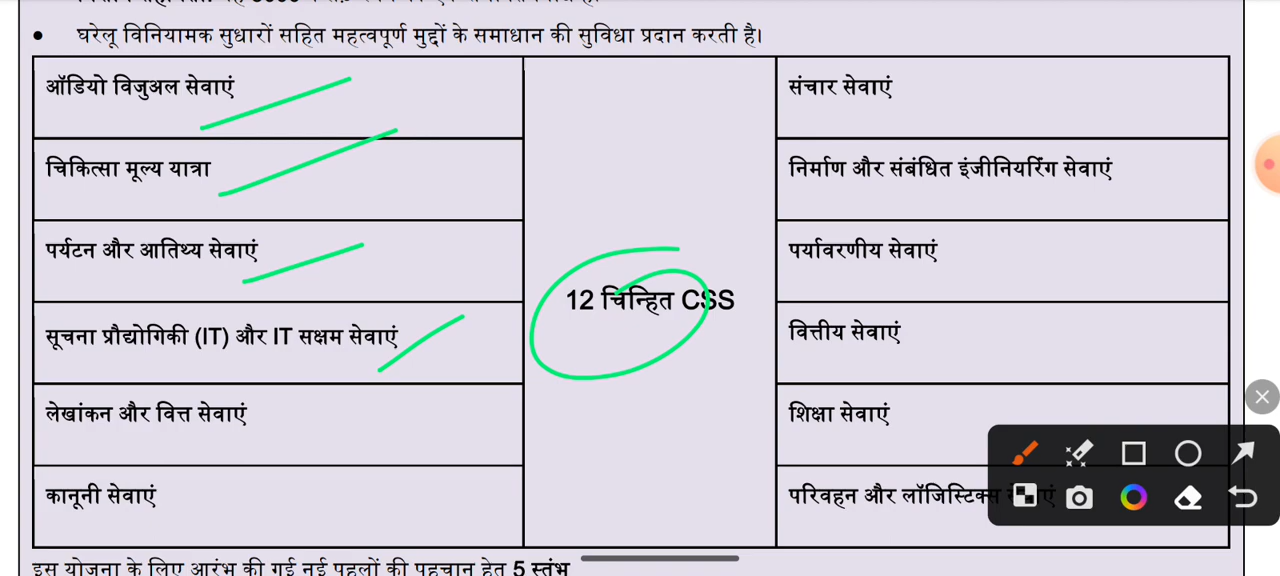 ● घरेलू विनियामक सुधारों सहित महत्वपूर्ण मुद्दों के समाधान की सुविधा प्रदान करती है।
ऑडियो विजुअल सेवाएं
संचार सेवाएं
चिकित्सा मूल्य यात्रा
निर्माण और संबंधित इंजीनियरिंग सेवाएं
पर्यटन और आतिथ्य सेवाएं
पर्यावरणीय सेवाएं
12 चिन्हित CSS
सूचना प्रौद्योगिकी (IT) और IT सक्षम सेवाएं
वित्तीय सेवाएं
लेखांकन और वित्त सेवाएं
शिक्षा सेवाएं
कानूनी सेवाएं
परिवहन और लॉजिस्टिक्स
इस योजना के लिए आरंभ की गई नई पहलों की पहचान हेतु 5 स्तंभ